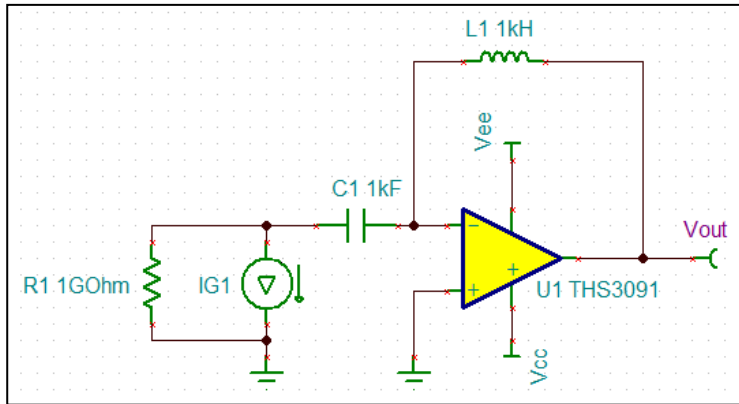 L1 1kH
Vee
C1 1kF
Vout
R1 1GOhm
IG1
U1 THS3091
Vcc